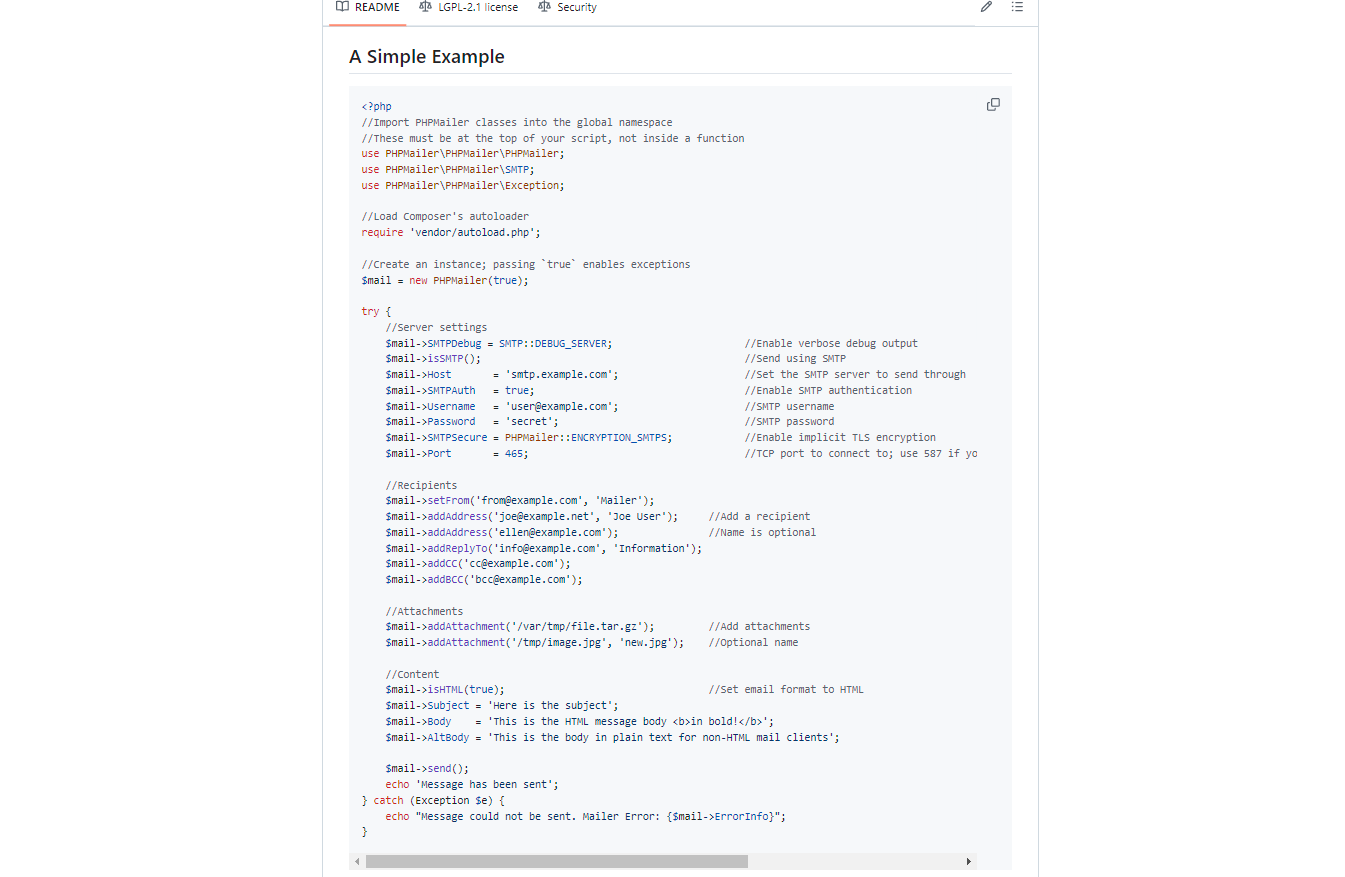 README LGPL-2.1 license Security
A Simple Example
<?php
//Import PHPMailer classes into the global namespace
//These must be at the top of your script, not inside a function
use PHPMailer\PHPMailer\PHPMailer;
use PHPMailer\PHPMailer\SMTP;
use PHPMailer\PHPMailer\Exception;

//Load Composer's autoloader
require 'vendor/autoload.php';

//Create an instance; passing `true` enables exceptions
$mail = new PHPMailer(true);

try {
    //Server settings
    $mail->SMTPDebug = SMTP::DEBUG_SERVER;                      //Enable verbose debug output
    $mail->isSMTP();                                            //Send using SMTP
    $mail->Host       = 'smtp.example.com';                     //Set the SMTP server to send through
    $mail->SMTPAuth   = true;                                   //Enable SMTP authentication
    $mail->Username   = 'user@example.com';                     //SMTP username
    $mail->Password   = 'secret';                               //SMTP password
    $mail->SMTPSecure = PHPMailer::ENCRYPTION_SMTPS;            //Enable implicit TLS encryption
    $mail->Port       = 465;                                    //TCP port to connect to; use 587 if yo

    //Recipients
    $mail->setFrom('from@example.com', 'Mailer');
    $mail->addAddress('joe@example.net', 'Joe User');     //Add a recipient
    $mail->addAddress('ellen@example.com');               //Name is optional
    $mail->addReplyTo('info@example.com', 'Information');
    $mail->addCC('cc@example.com');
    $mail->addBCC('bcc@example.com');

    //Attachments
    $mail->addAttachment('/var/tmp/file.tar.gz');         //Add attachments
    $mail->addAttachment('/tmp/image.jpg', 'new.jpg');    //Optional name

    //Content
    $mail->isHTML(true);                                  //Set email format to HTML
    $mail->Subject = 'Here is the subject';
    $mail->Body    = 'This is the HTML message body <b>in bold!</b>';
    $mail->AltBody = 'This is the body in plain text for non-HTML mail clients';

    $mail->send();
    echo 'Message has been sent';
} catch (Exception $e) {
    echo "Message could not be sent. Mailer Error: {$mail->ErrorInfo}";
}